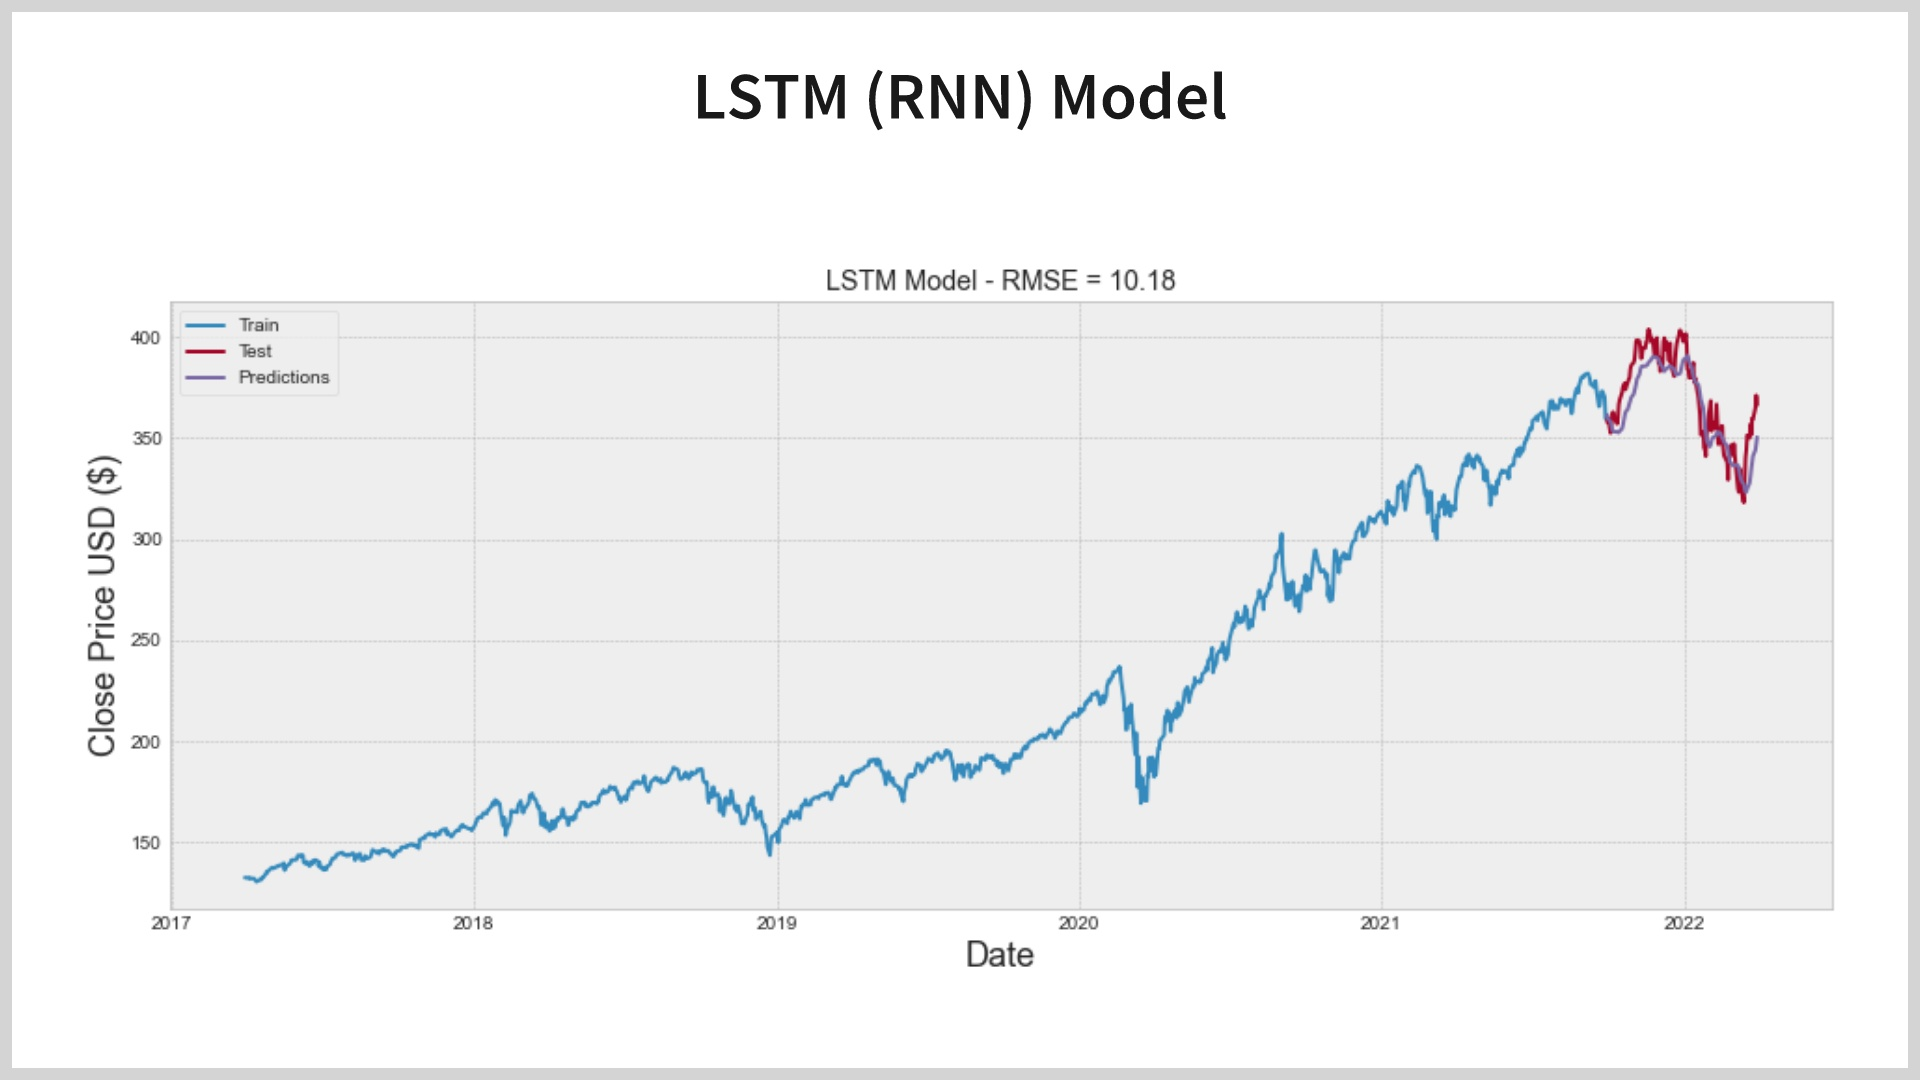 LSTM (RNN) Model
LSTM Model - RMSE = 10.18
Train
Test
Predictions
400
350
300
250
200
150
Close Price USD ($)
2017 2018 2019 2020 2021 2022
Date